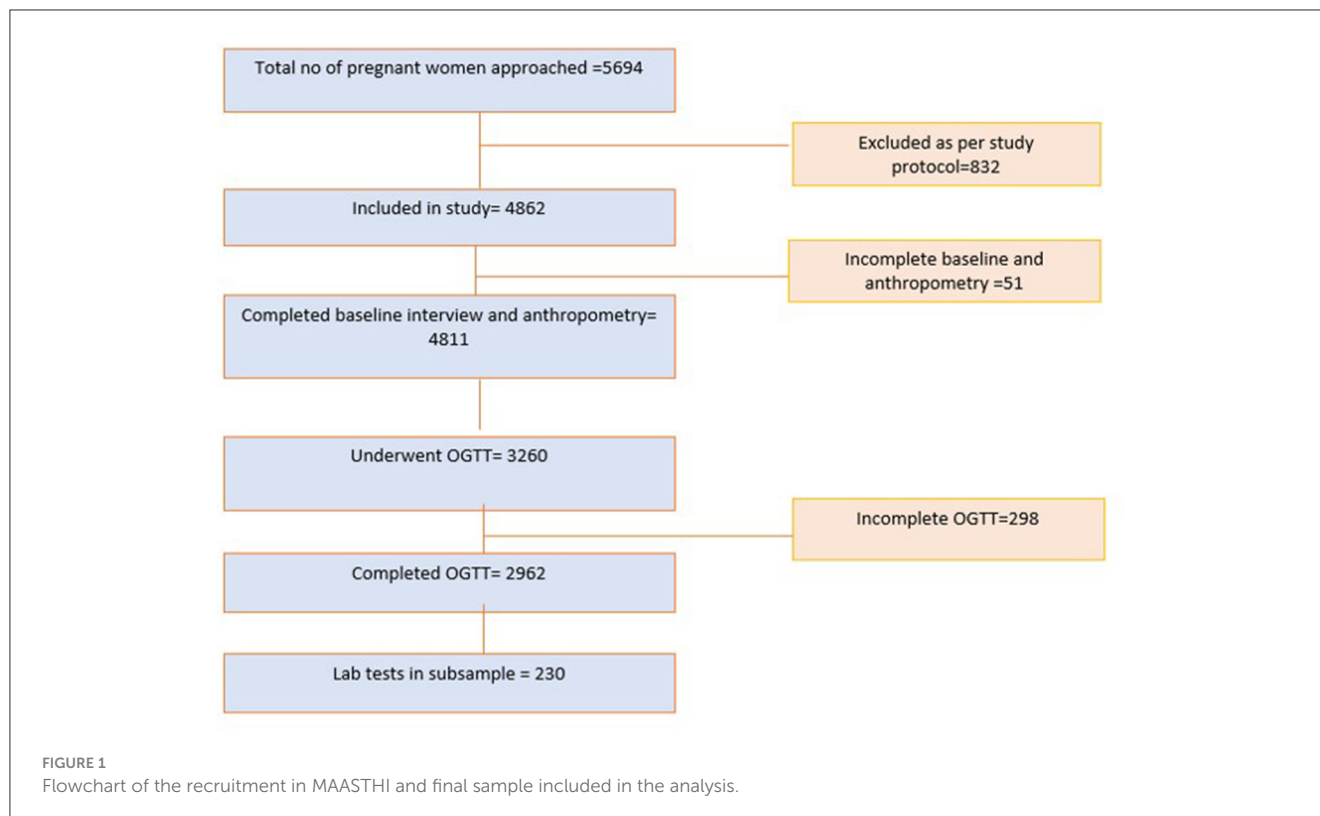 Total no of pregnant women approached =5694
Excluded as per study
protocol=832
Included in study= 4862
Incomplete baseline and
anthropometry =51
Completed baseline interview and anthropometry=
4811
Underwent OGTT= 3260
Incomplete OGTT=298
Completed OGTT= 2962
Lab tests in subsample = 230
FIGURE 1
Flowchart of the recruitment in MAASTHI and final sample included in the analysis.